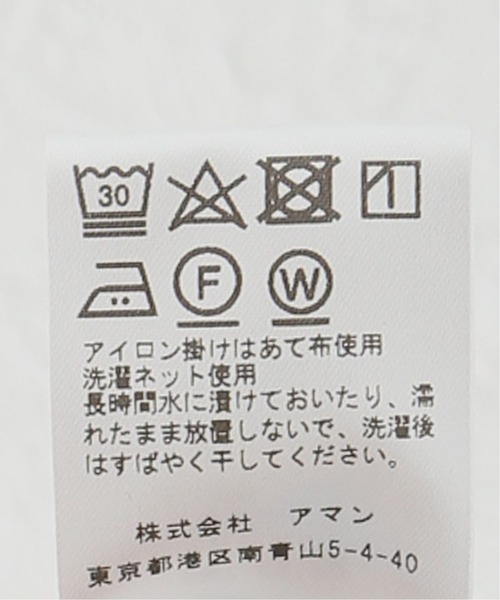 30
F W
アイロン掛けはあて布使用
洗濯ネット使用
長時間水に漬けておいたり、濡
れたまま放置しないで、洗濯後
はすばやく干してください。
株式会社 アマン
東京都港区南青山5-4-40